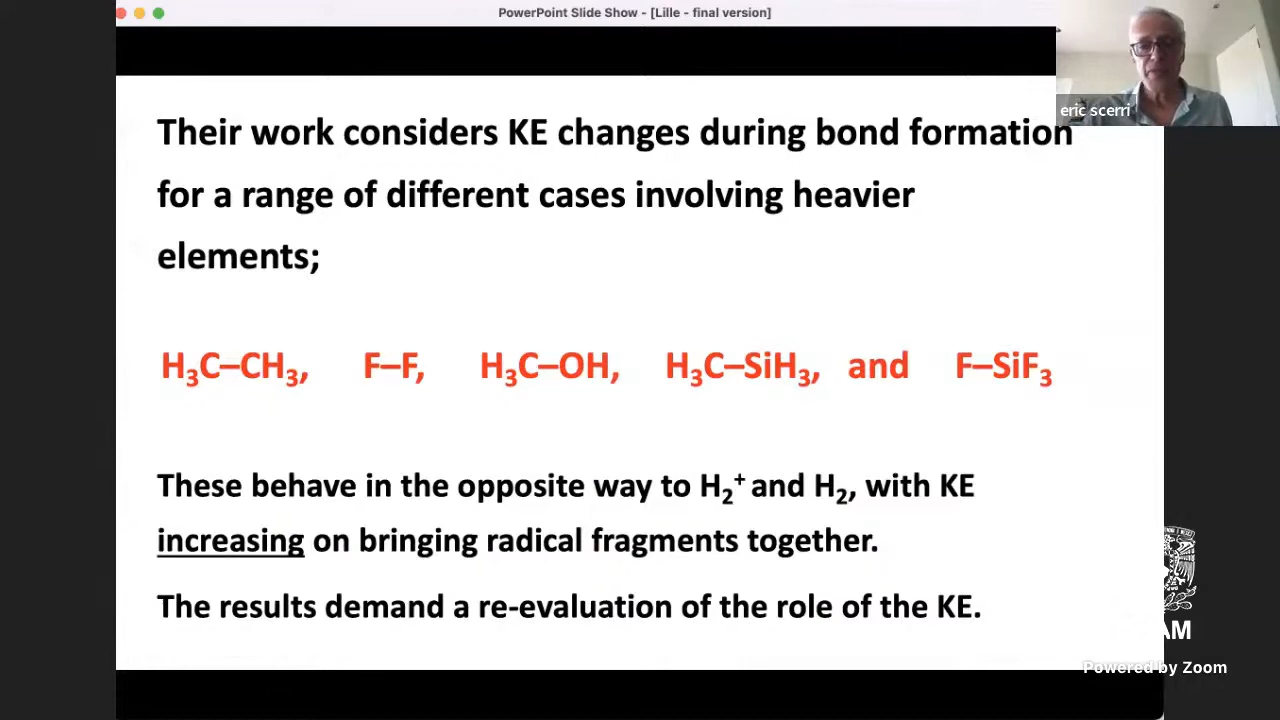 PowerPoint Slide Show - [Lille - final version]
eric scerri
Their work considers KE changes during bond formation
for a range of different cases involving heavier
elements;
H₃C–CH₃, F–F, H₃C–OH, H₃C–SiH₃, and F–SiF₃
These behave in the opposite way to H₂⁺ and H₂, with KE
increasing on bringing radical fragments together.
The results demand a re-evaluation of the role of the KE.
AM
Powered by Zoom